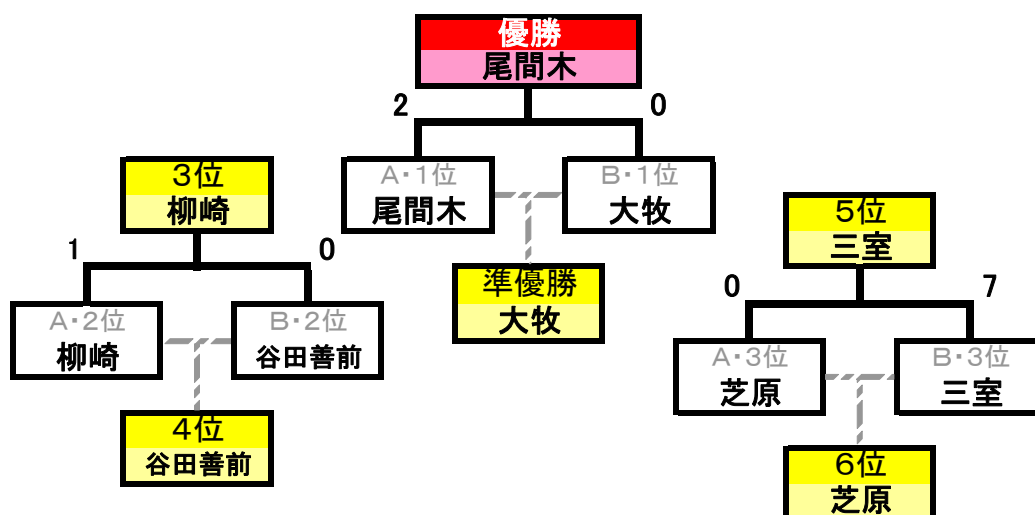 優勝
尾間木
2
0
A・1位
尾間木
B・1位
大牧
準優勝
大牧
3位
柳崎
1
0
A・2位
柳崎
B・2位
谷田善前
4位
谷田善前
5位
三室
0
7
A・3位
芝原
B・3位
三室
6位
芝原